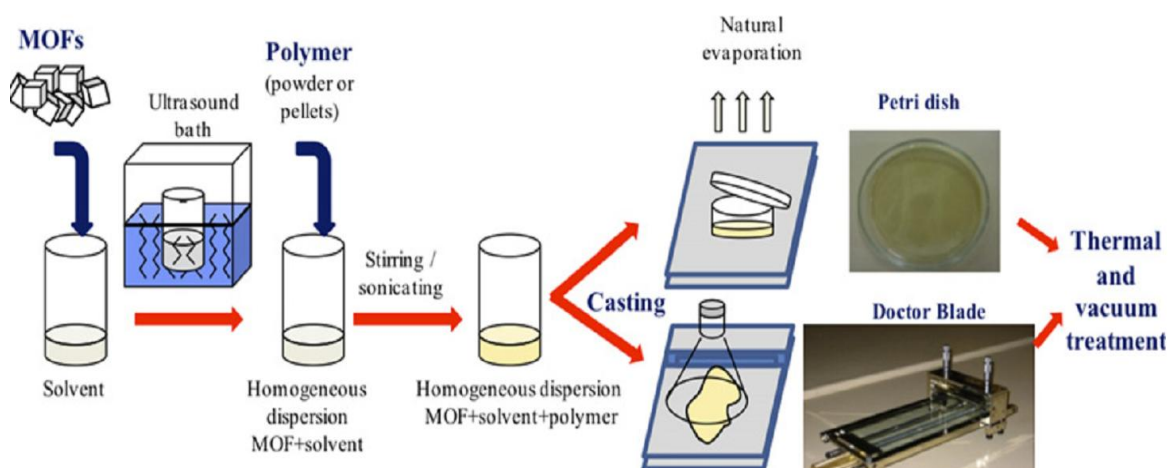 MOFs
Ultrasound
bath
Polymer
(powder or
pellets)
Solvent
Homogeneous
dispersion
MOF+solvent
Stirring /
sonicating
Homogeneous dispersion
MOF+solvent+polymer
Casting
Natural
evaporation
Petri dish
Doctor Blade
Thermal
and
vacuum
treatment